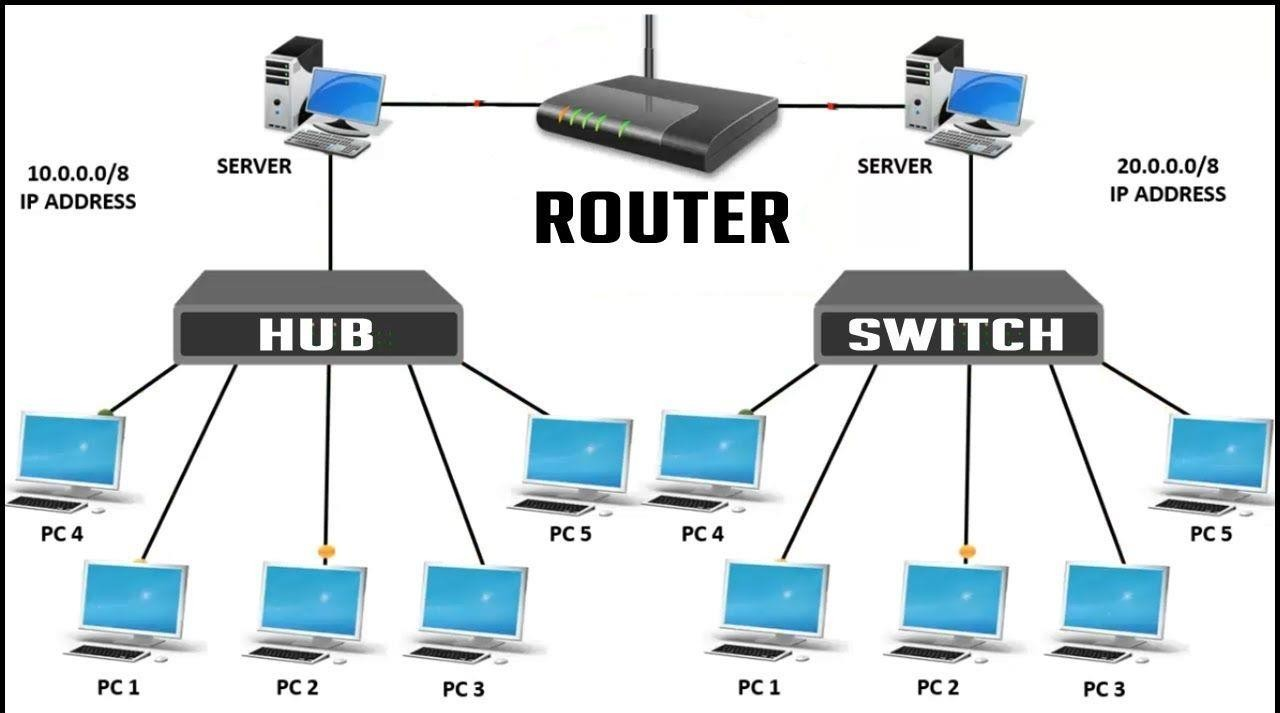 SERVER
SERVER
10.0.0.0/8
IP ADDRESS
20.0.0.0/8
IP ADDRESS
ROUTER
HUB
SWITCH
PC 4
PC 5
PC 4
PC 5
PC 1
PC 2
PC 3
PC 1
PC 2
PC 3